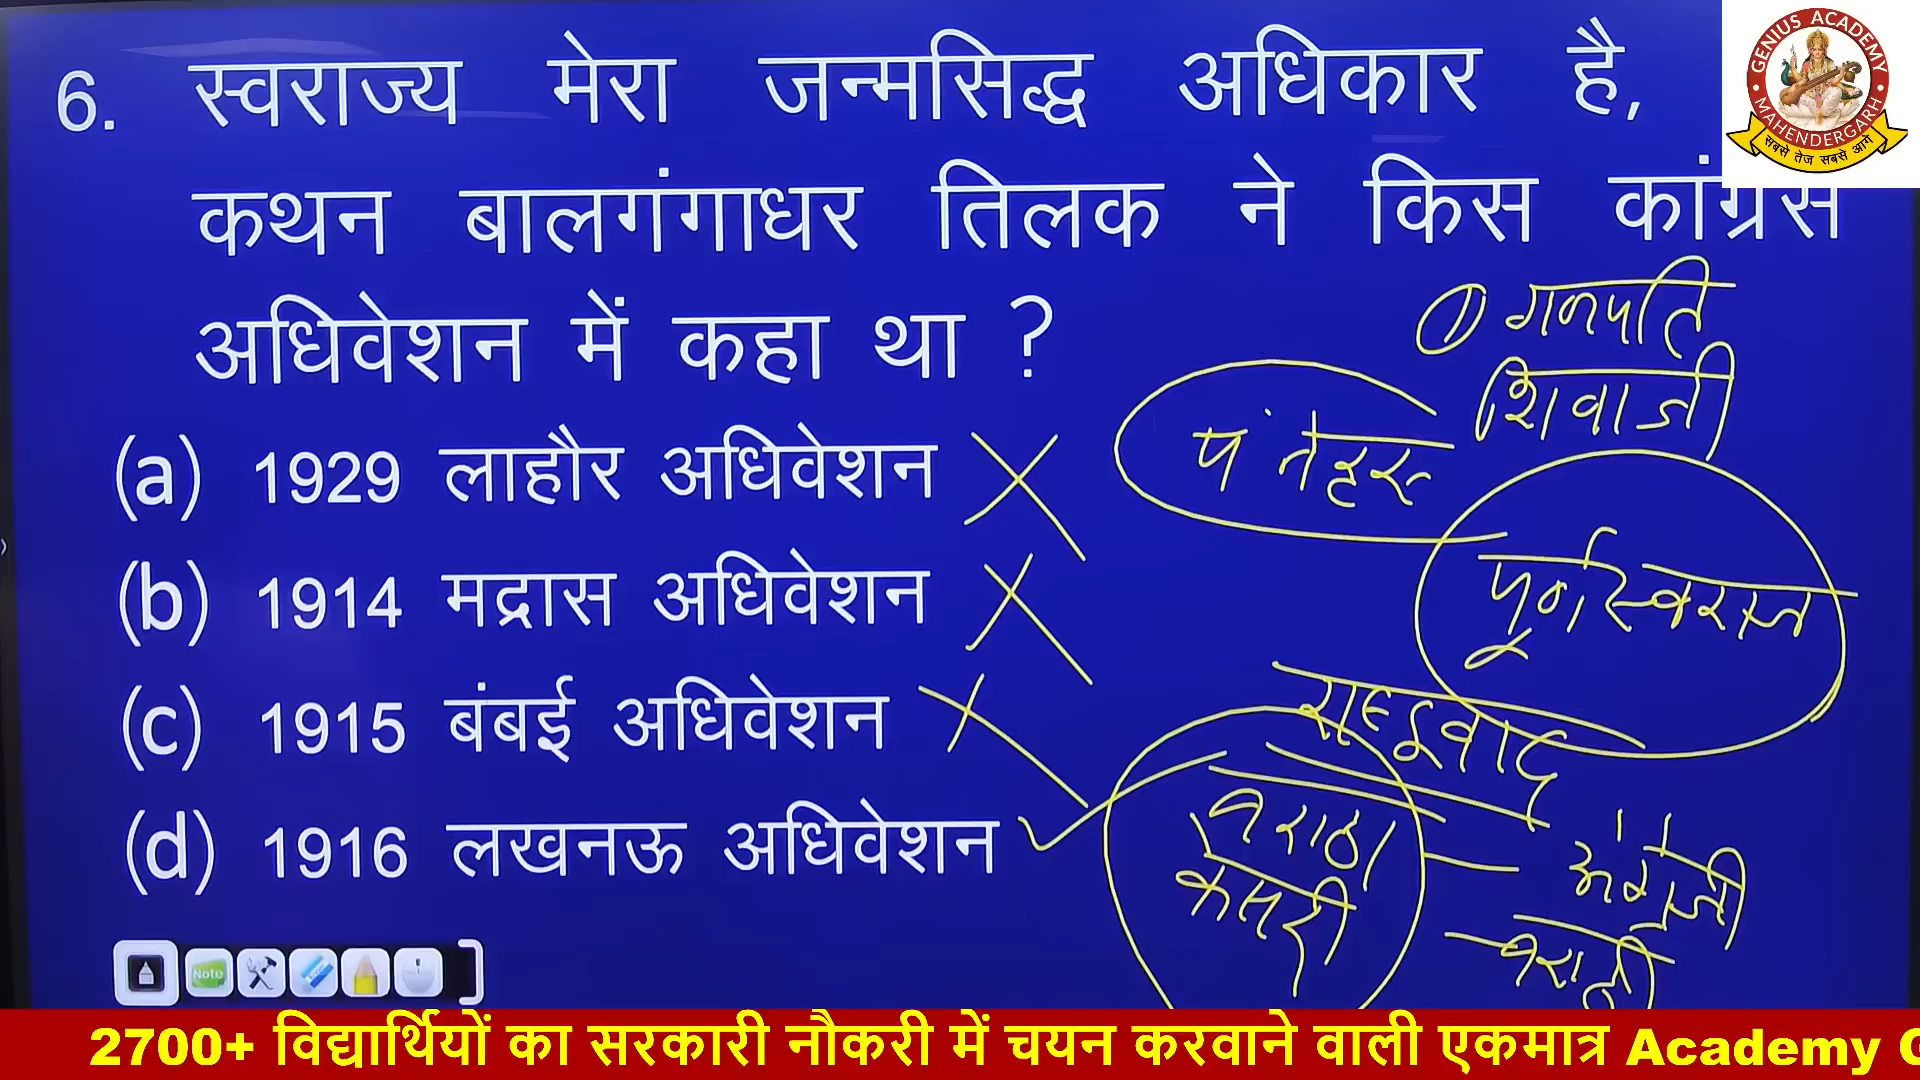 6. स्वराज्य मेरा जन्मसिद्ध अधिकार है,
कथन बालगंगाधर तिलक ने किस कांग्रेस
अधिवेशन में कहा था ?
(a) 1929 लाहौर अधिवेशन
(b) 1914 मद्रास अधिवेशन
(c) 1915 बंबई अधिवेशन
(d) 1916 लखनऊ अधिवेशन
① गणपति
शिवाजी
पं नेहरू
पूर्ण स्वराज
मराठा
केसरी
अंग्रेजी
मराठी
GENIUS ACADEMY
MAHENDERGARH
सबसे तेज सबसे आगे
Note
2700+ विद्यार्थियों का सरकारी नौकरी में चयन करवाने वाली एकमात्र Academy G